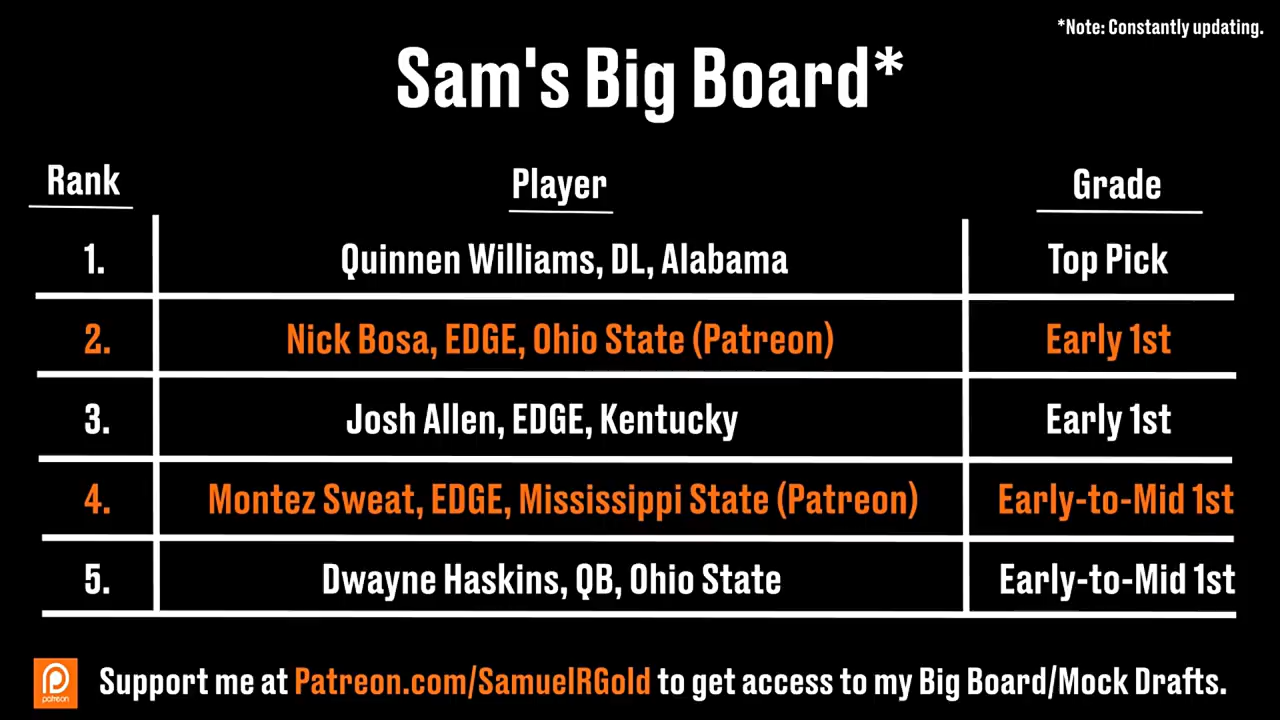 *Note: Constantly updating.
Sam's Big Board*
Rank Player Grade
1. Quinnen Williams, DL, Alabama Top Pick
2. Nick Bosa, EDGE, Ohio State (Patreon) Early 1st
3. Josh Allen, EDGE, Kentucky Early 1st
4. Montez Sweat, EDGE, Mississippi State (Patreon) Early-to-Mid 1st
5. Dwayne Haskins, QB, Ohio State Early-to-Mid 1st
patreon Support me at Patreon.com/SamuelRGold to get access to my Big Board/Mock Drafts.